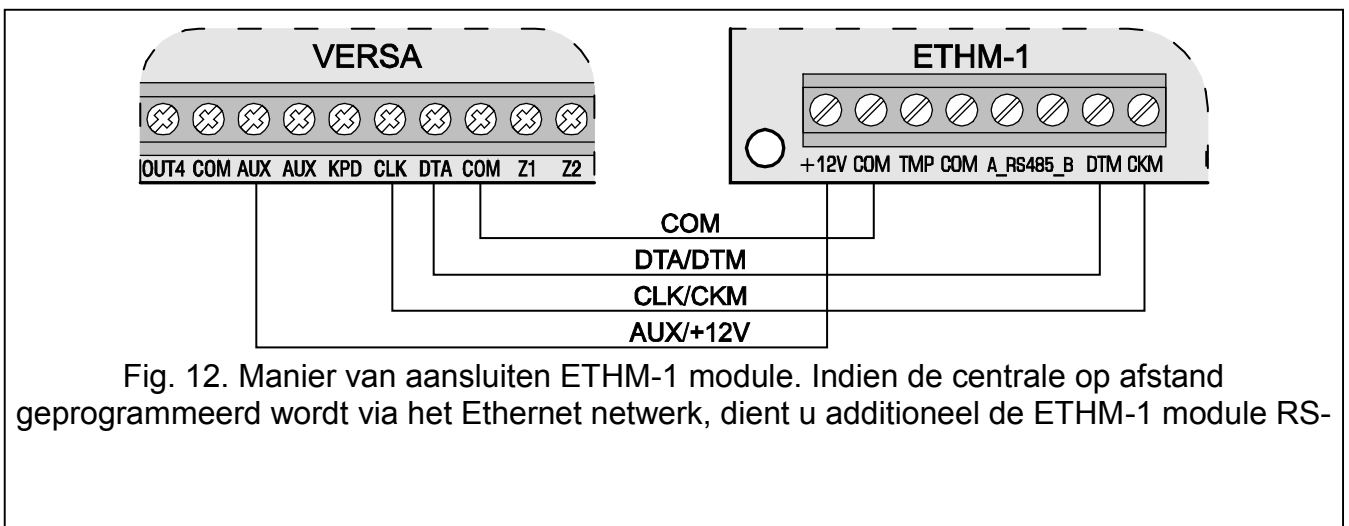 VERSA
ETHM-1
OUT4 COM AUX AUX KPD CLK DTA COM Z1 Z2
+12V COM TMP COM A_RS485_B DTM CKM
COM
DTA/DTM
CLK/CKM
AUX/+12V
Fig. 12. Manier van aansluiten ETHM-1 module. Indien de centrale op afstand
geprogrammeerd wordt via het Ethernet netwerk, dient u additioneel de ETHM-1 module RS-